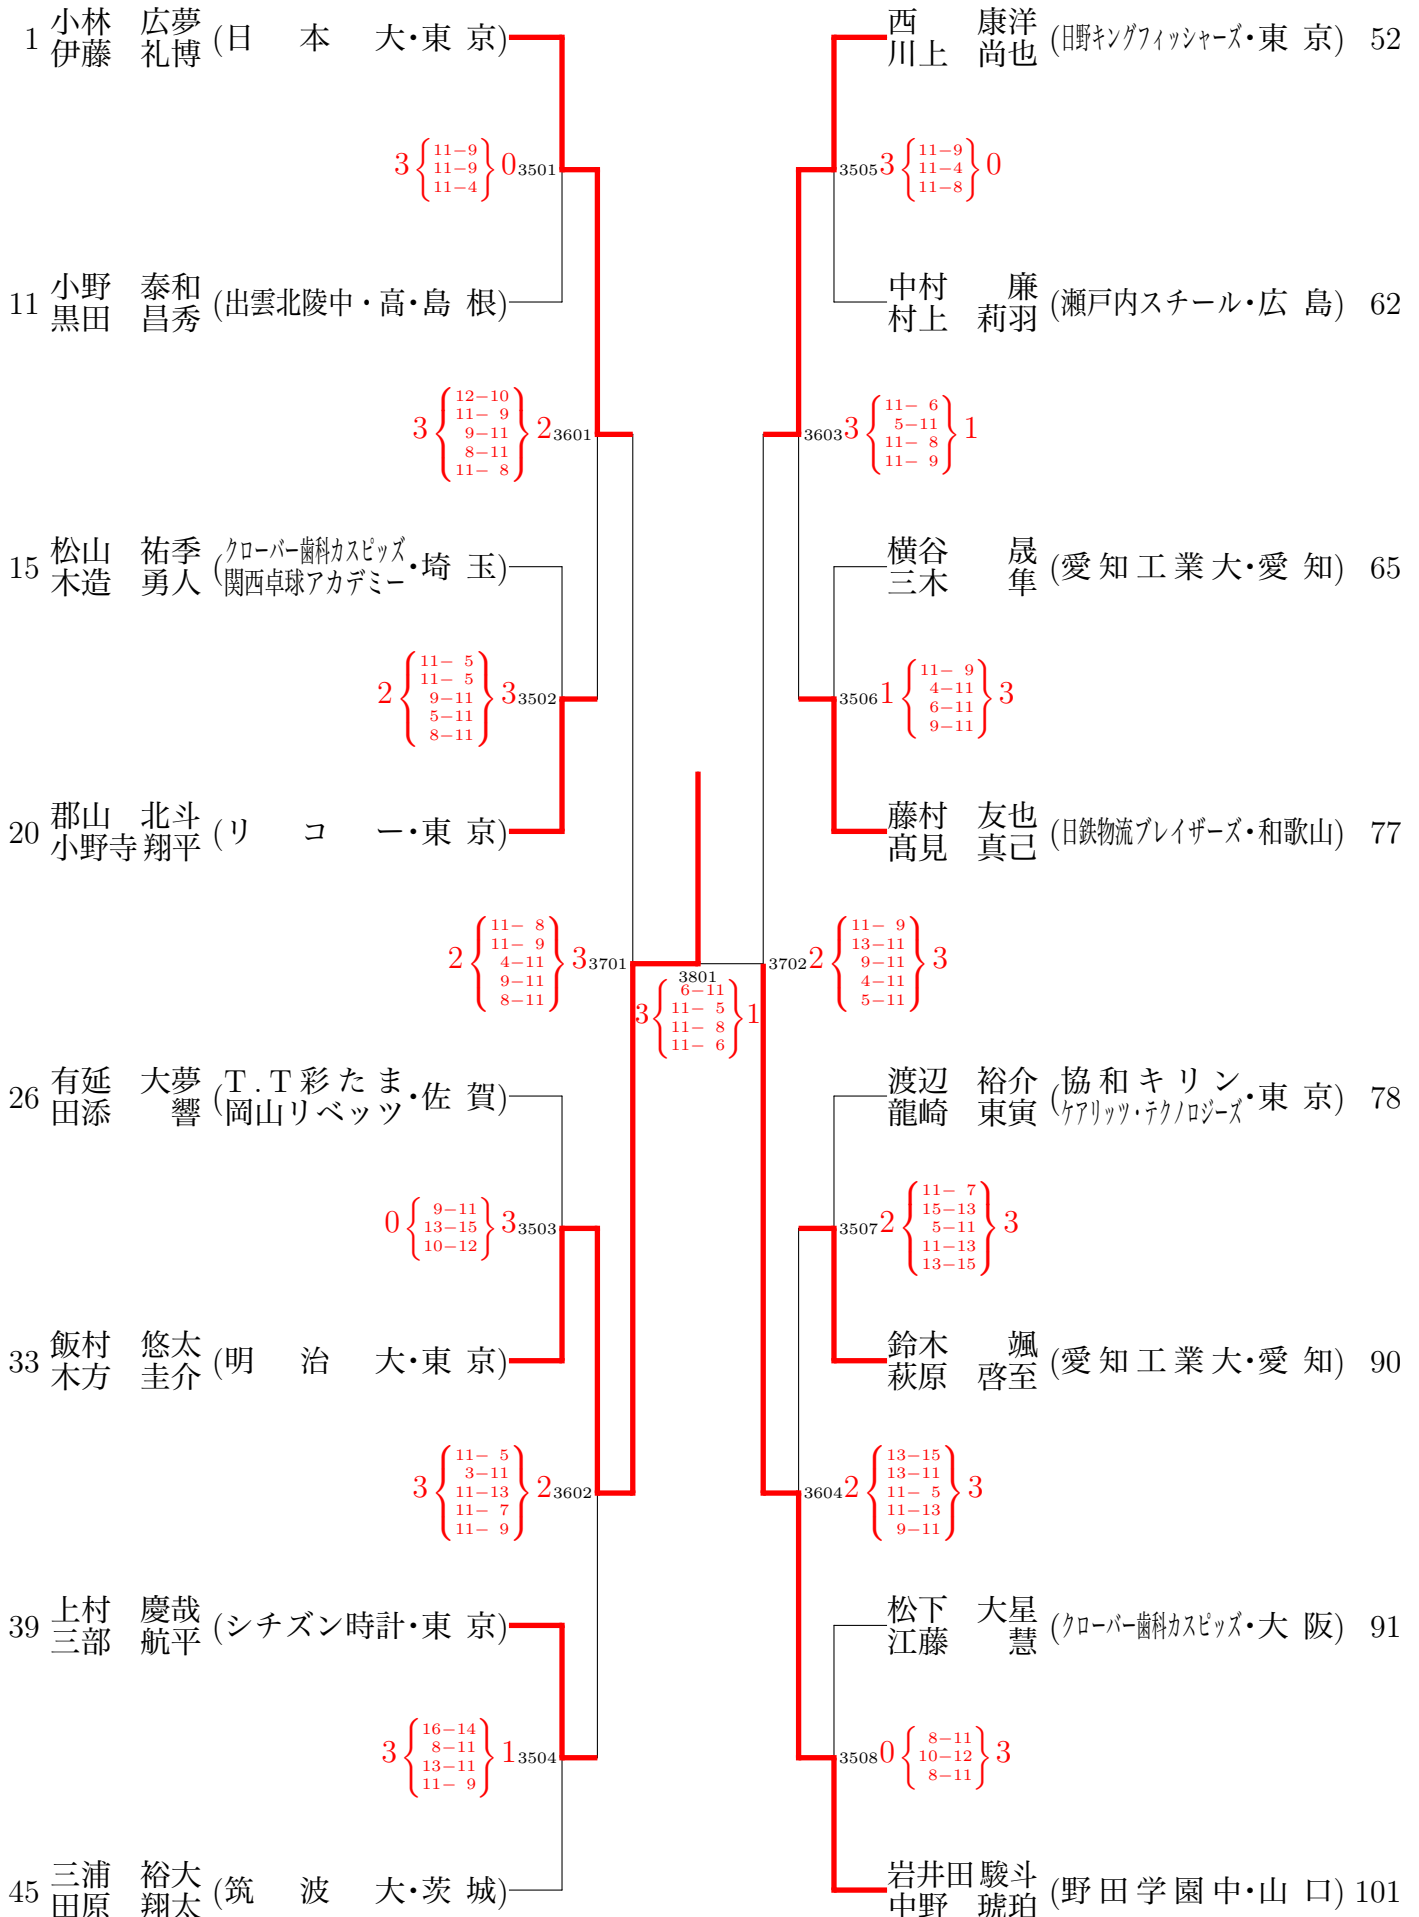 1 小林 広夢 (日本大・東京)
伊藤 礼博
3 11-9 0 3501
11-9
11-4
11 小野 泰和 (出雲北陵中・高・島根)
黒田 昌秀
3 12-10 2 3601
11- 9
9-11
8-11
11- 8
15 松山 祐季 (クローバー歯科カスピッズ・埼玉)
木造 勇人 関西卓球アカデミー
2 11- 5 3 3502
11- 5
9-11
5-11
8-11
20 郡山 北斗 (リコー・東京)
小野寺 翔平
2 11- 8 3 3701
11- 9
4-11
9-11
8-11
26 有延 大夢 (T.T彩たま・佐賀)
田添 響 岡山リベッツ
0 9-11 3 3503
13-15
10-12
33 飯村 悠太 (明治大・東京)
木方 圭介
3 11- 5 2 3602
3-11
11-13
11- 7
11- 9
39 上村 慶哉 (シチズン時計・東京)
三部 航平
3 16-14 1 3504
8-11
13-11
11- 9
45 三浦 裕大 (筑波大・茨城)
田原 翔太
3801
3 6-11 1
11- 5
11- 8
11- 6
西 康洋 (日野キングフィッシャーズ・東京) 52
川上 尚也
3505 3 11-9 0
11-4
11-8
中村 廉 (瀬戸内スチール・広島) 62
村上 莉羽
3603 3 11- 6 1
5-11
11- 8
11- 9
横谷 晟 (愛知工業大・愛知) 65
三木 隼
3506 1 11- 9 3
4-11
6-11
9-11
藤村 友也 (日鉄物流ブレイザーズ・和歌山) 77
髙見 真己
3702 2 11- 9 3
13-11
9-11
4-11
5-11
渡辺 裕介 (協和キリン・東京) 78
龍崎 東寅 ケアリッツ・テクノロジーズ
3507 2 11- 7 3
15-13
5-11
11-13
13-15
鈴木 颯 (愛知工業大・愛知) 90
萩原 啓至
3604 2 13-15 3
13-11
11- 5
11-13
9-11
松下 大星 (クローバー歯科カスピッズ・大阪) 91
江藤 慧
3508 0 8-11 3
10-12
8-11
岩井田 駿斗 (野田学園中・山口) 101
中野 琥珀